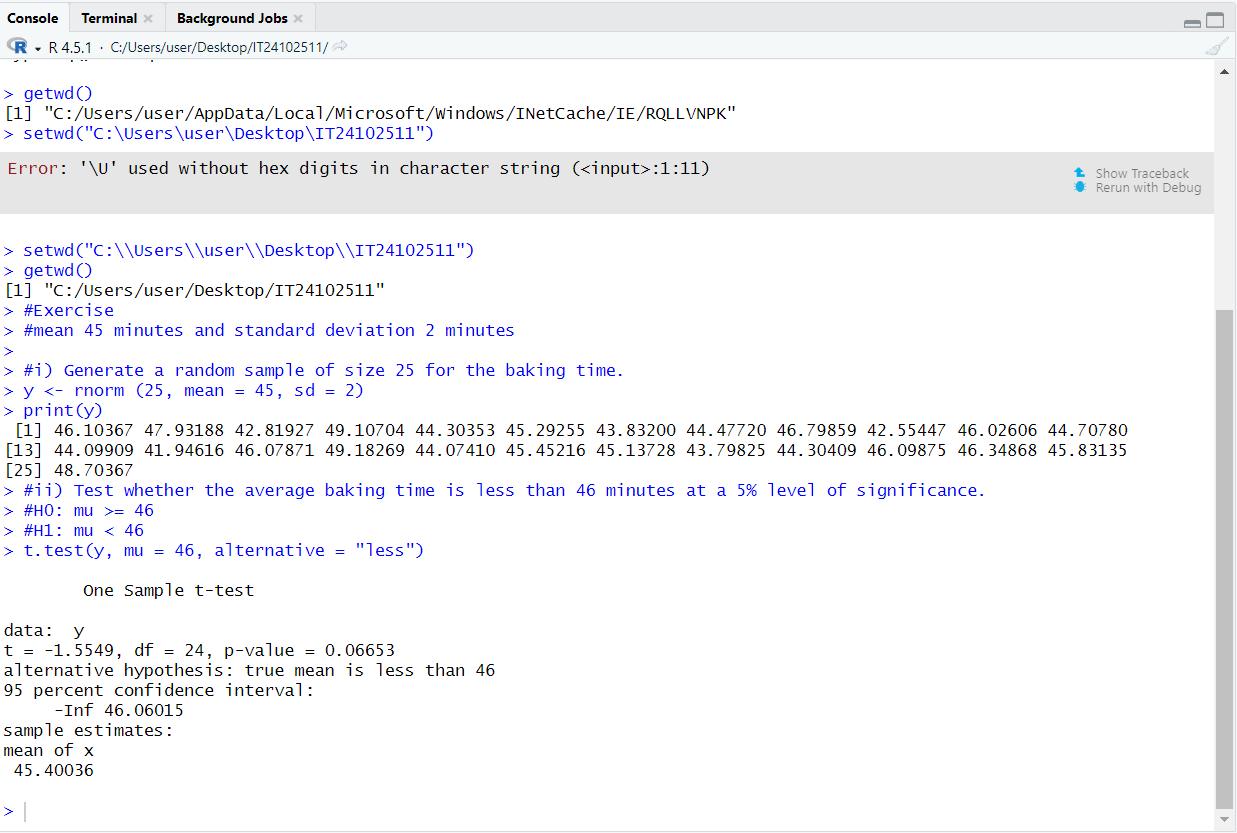 Console Terminal Background Jobs
R 4.5.1 · C:/Users/user/Desktop/IT24102511/
> getwd()
[1] "C:/Users/user/AppData/Local/Microsoft/Windows/INetCache/IE/RQLLVNPK"
> setwd("C:\Users\user\Desktop\IT24102511")
Error: '\U' used without hex digits in character string (<input>:1:11)
Show Traceback
Rerun with Debug
> setwd("C:\\Users\\user\\Desktop\\IT24102511")
> getwd()
[1] "C:/Users/user/Desktop/IT24102511"
> #Exercise
> #mean 45 minutes and standard deviation 2 minutes
>
> #i) Generate a random sample of size 25 for the baking time.
> y <- rnorm (25, mean = 45, sd = 2)
> print(y)
[1] 46.10367 47.93188 42.81927 49.10704 44.30353 45.29255 43.83200 44.47720 46.79859 42.55447 46.02606 44.70780
[13] 44.09909 41.94616 46.07871 49.18269 44.07410 45.45216 45.13728 43.79825 44.30409 46.09875 46.34868 45.83135
[25] 48.70367
> #ii) Test whether the average baking time is less than 46 minutes at a 5% level of significance.
> #H0: mu >= 46
> #H1: mu < 46
> t.test(y, mu = 46, alternative = "less")
One Sample t-test
data:  y
t = -1.5549, df = 24, p-value = 0.06653
alternative hypothesis: true mean is less than 46
95 percent confidence interval:
-Inf 46.06015
sample estimates:
mean of x
45.40036
>